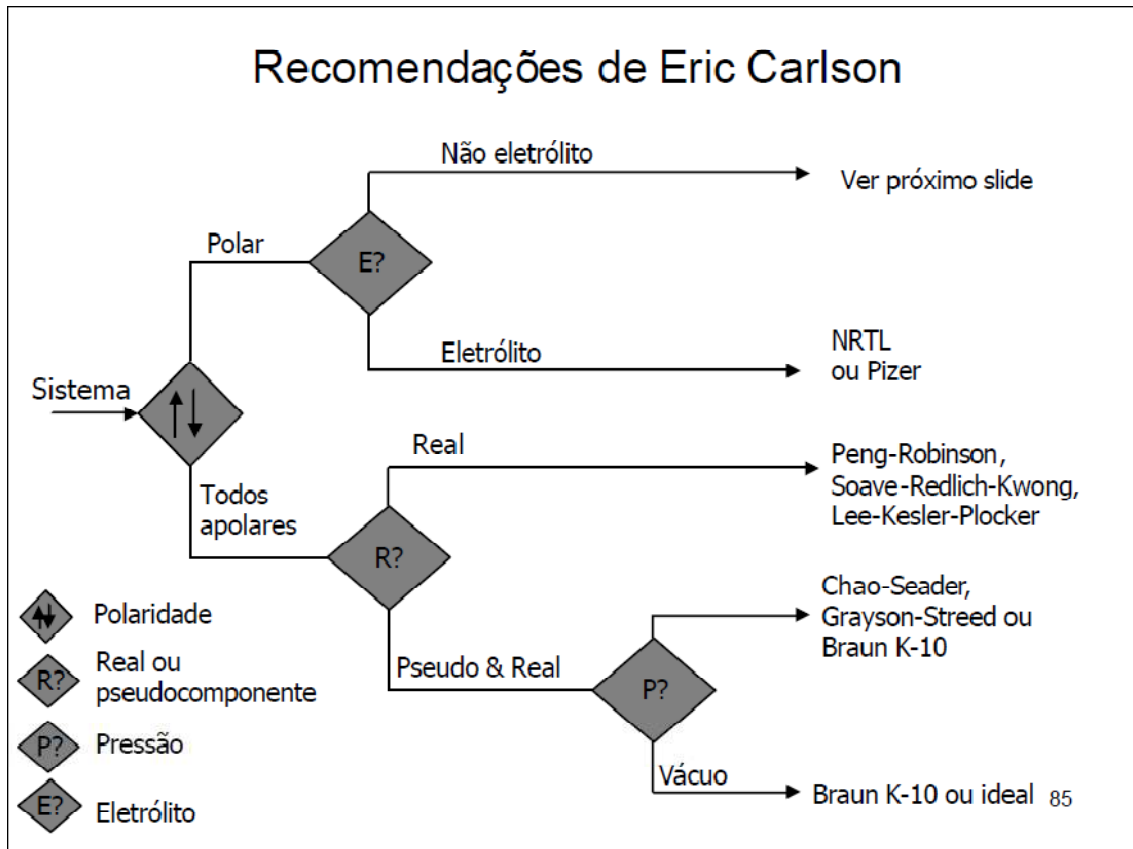 Recomendações de Eric Carlson
Não eletrólito
Ver próximo slide
Polar
E?
Eletrólito
NRTL
ou Pizer
Sistema
Real
Peng-Robinson,
Soave-Redlich-Kwong,
Lee-Kesler-Plocker
Todos
apolares
R?
Chao-Seader,
Grayson-Streed ou
Braun K-10
Pseudo & Real
P?
Vácuo
Braun K-10 ou ideal
85
Polaridade
R?
Real ou
pseudocomponente
P?
Pressão
E?
Eletrólito